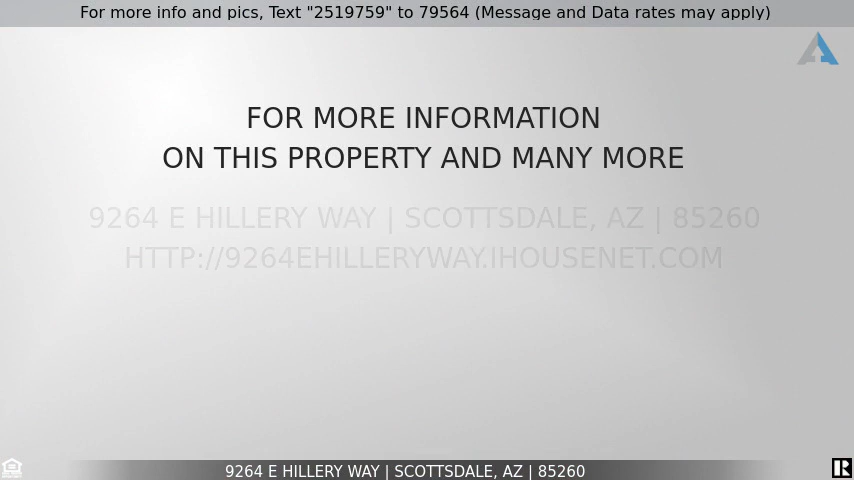 For more info and pics, Text "2519759" to 79564 (Message and Data rates may apply)
FOR MORE INFORMATION
ON THIS PROPERTY AND MANY MORE
9264 E HILLERY WAY | SCOTTSDALE, AZ | 85260
HTTP://9264EHILLERYWAY.IHOUSENET.COM
9264 E HILLERY WAY | SCOTTSDALE, AZ | 85260